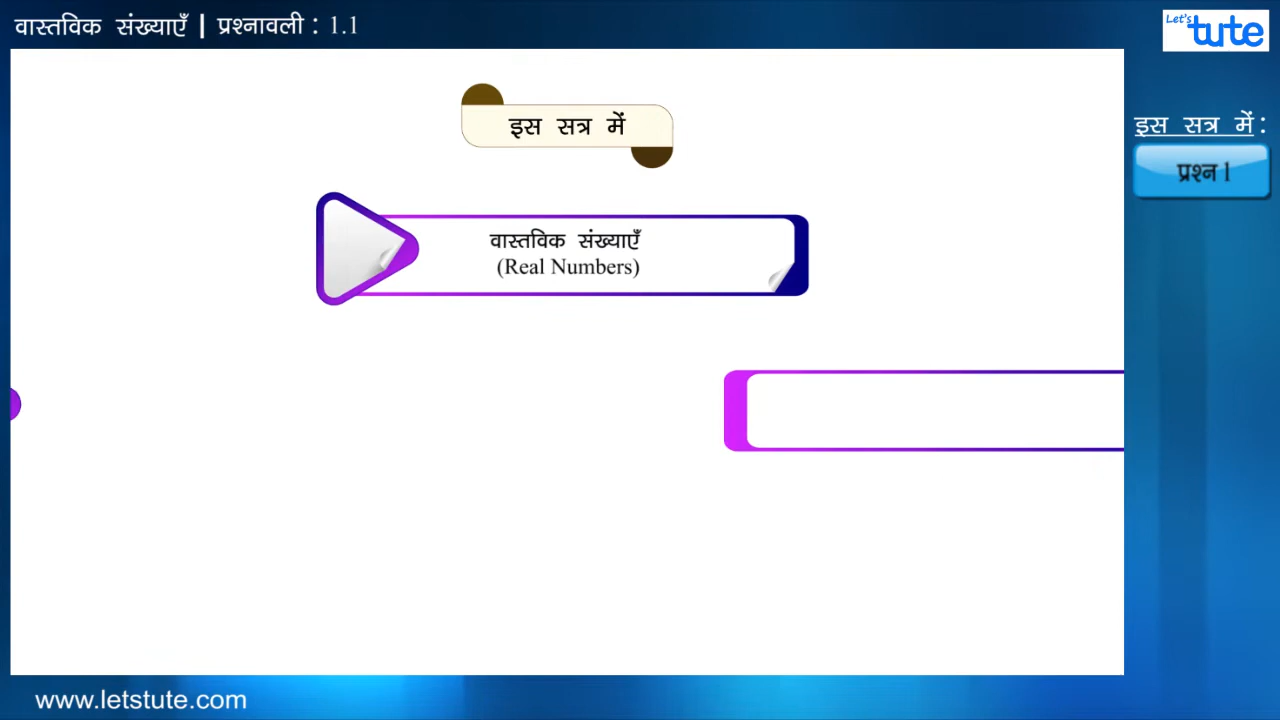 वास्तविक संख्याएँ | प्रश्नावली : 1.1
Let's
tute
इस सत्र में
इस सत्र में :
प्रश्न 1
वास्तविक संख्याएँ
(Real Numbers)
www.letstute.com